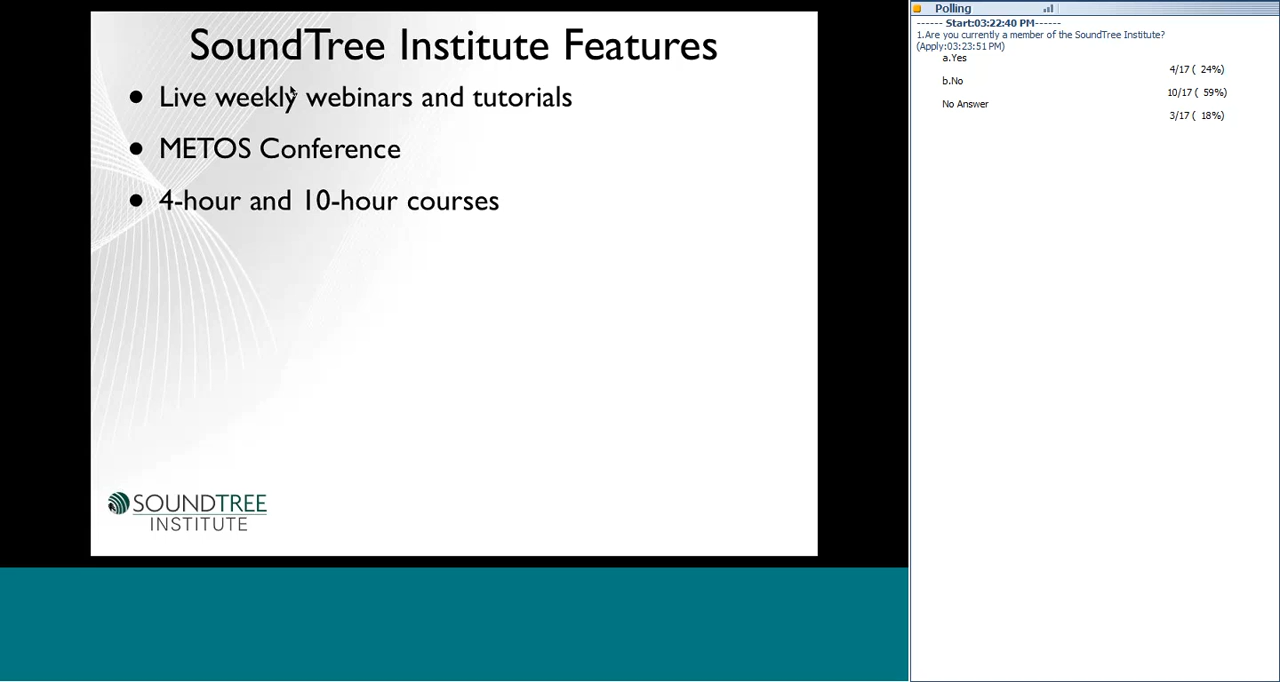 SoundTree Institute Features
• Live weekly webinars and tutorials
• METOS Conference
• 4-hour and 10-hour courses
SOUNDTREE
INSTITUTE
Polling
------ Start:03:22:40 PM------
1.Are you currently a member of the SoundTree Institute?
(Apply:03:23:51 PM)
a.Yes
4/17 ( 24%)
b.No
10/17 ( 59%)
No Answer
3/17 ( 18%)